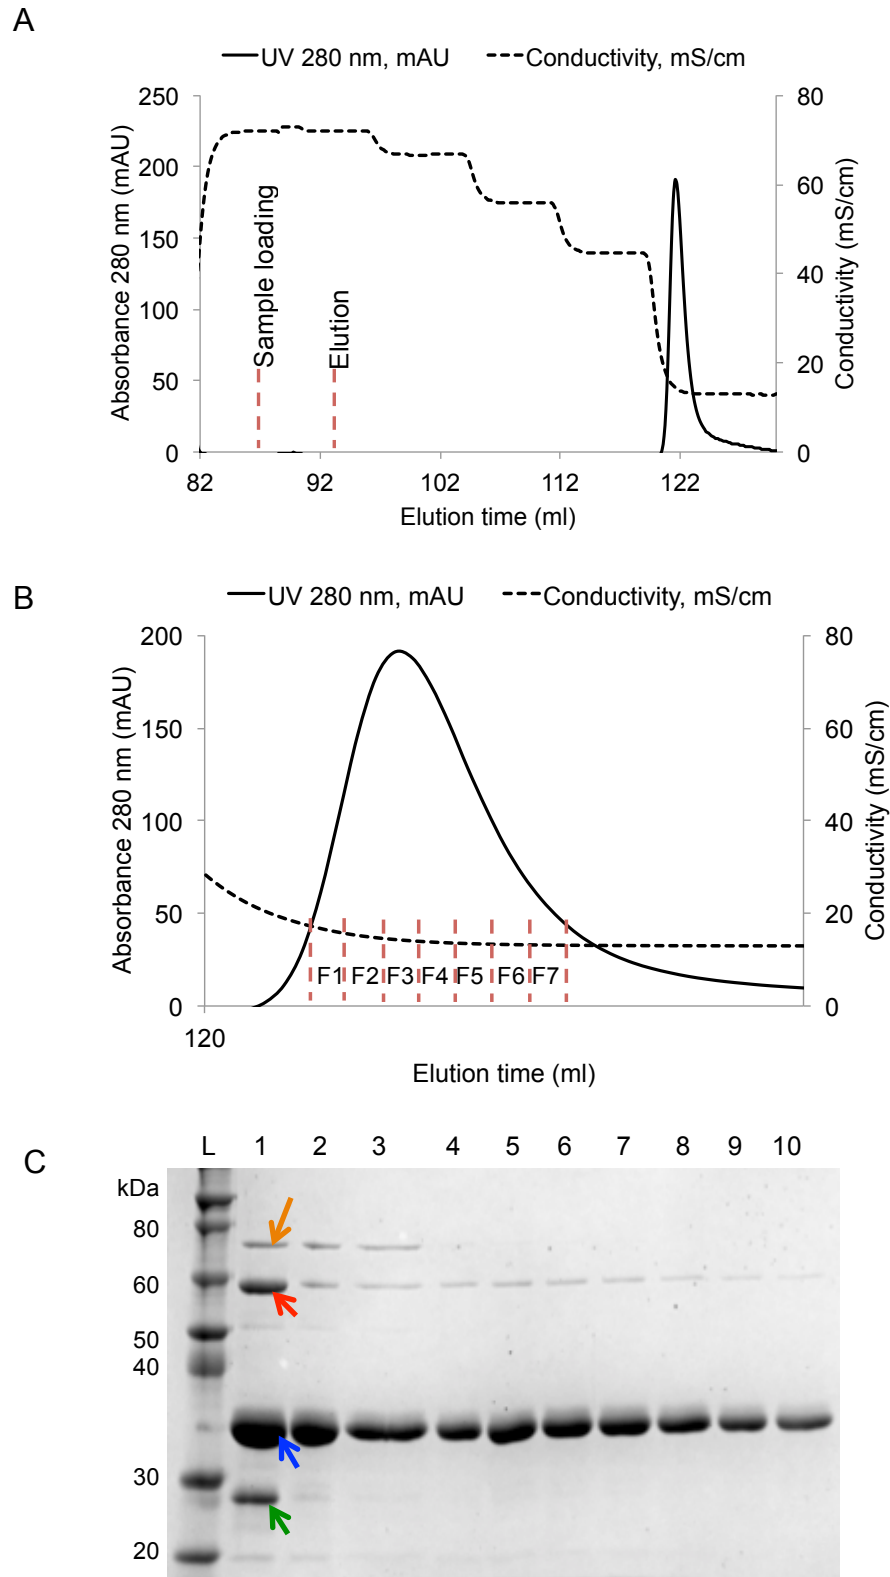 A
UV 280 nm, mAU Conductivity, mS/cm
Absorbance 280 nm (mAU)
250
200
150
100
50
0
Sample loading
Elution
80
60
40
20
0
Conductivity (mS/cm)
82 92 102 112 122
Elution time (ml)
B
UV 280 nm, mAU Conductivity, mS/cm
Absorbance 280 nm (mAU)
200
150
100
50
0
F1 F2 F3 F4 F5 F6 F7
80
60
40
20
0
Conductivity (mS/cm)
120
Elution time (ml)
C
L 1 2 3 4 5 6 7 8 9 10
kDa
80
60
50
40
30
20